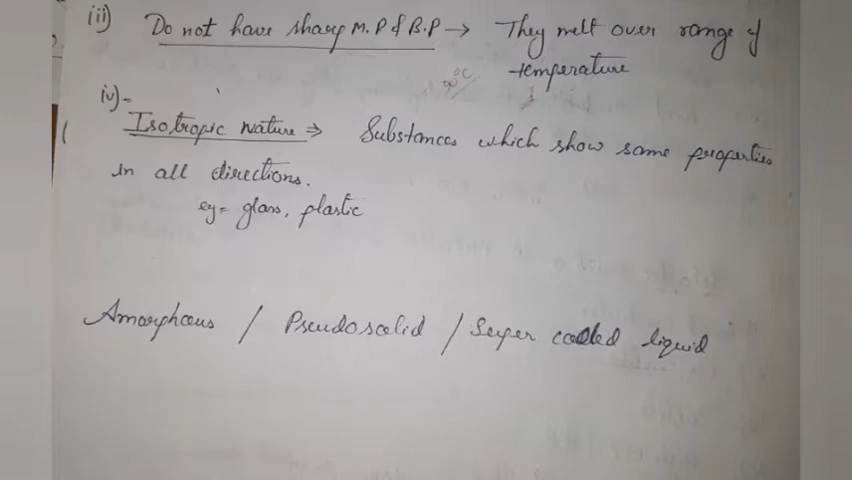 (ii) Do not have sharp M.P & B.P → They melt over range of
temperature
iv)-
Isotropic nature ⇒ Substances which show same properties
in all directions.
eg= glass, plastic
Amorphous / Pseudosolid / Super cooled liquid